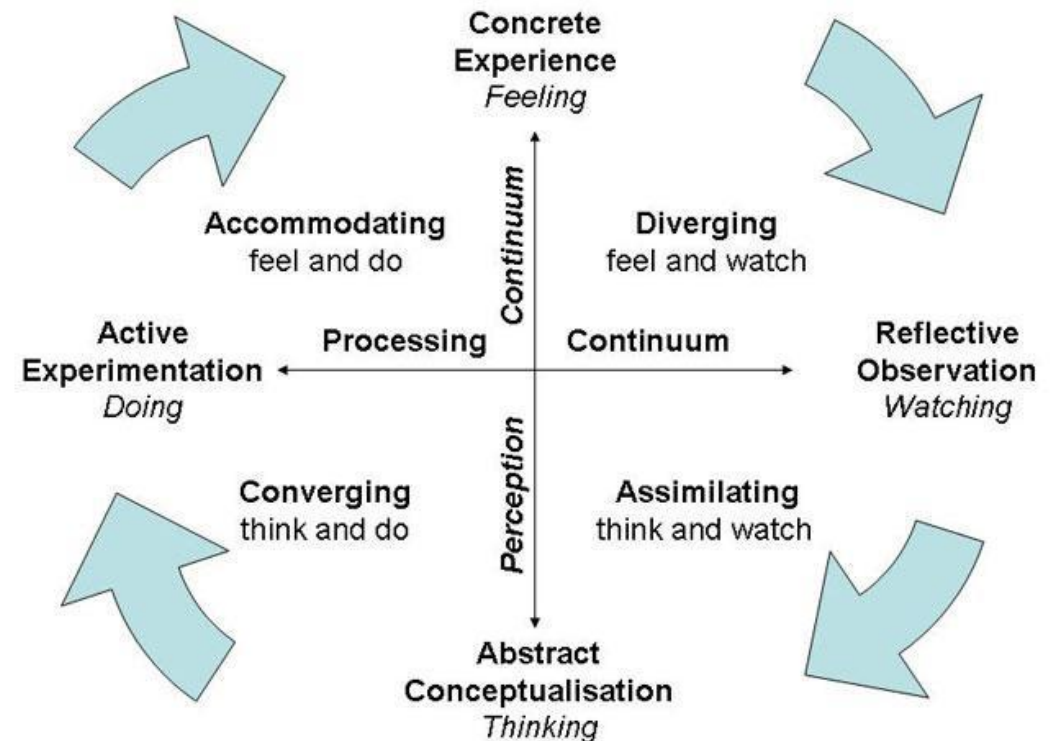 Concrete
Experience
Feeling
Continuum
Accommodating
feel and do
Diverging
feel and watch
Active
Experimentation
Doing
Processing
Continuum
Reflective
Observation
Watching
Perception
Converging
think and do
Assimilating
think and watch
Abstract
Conceptualisation
Thinking